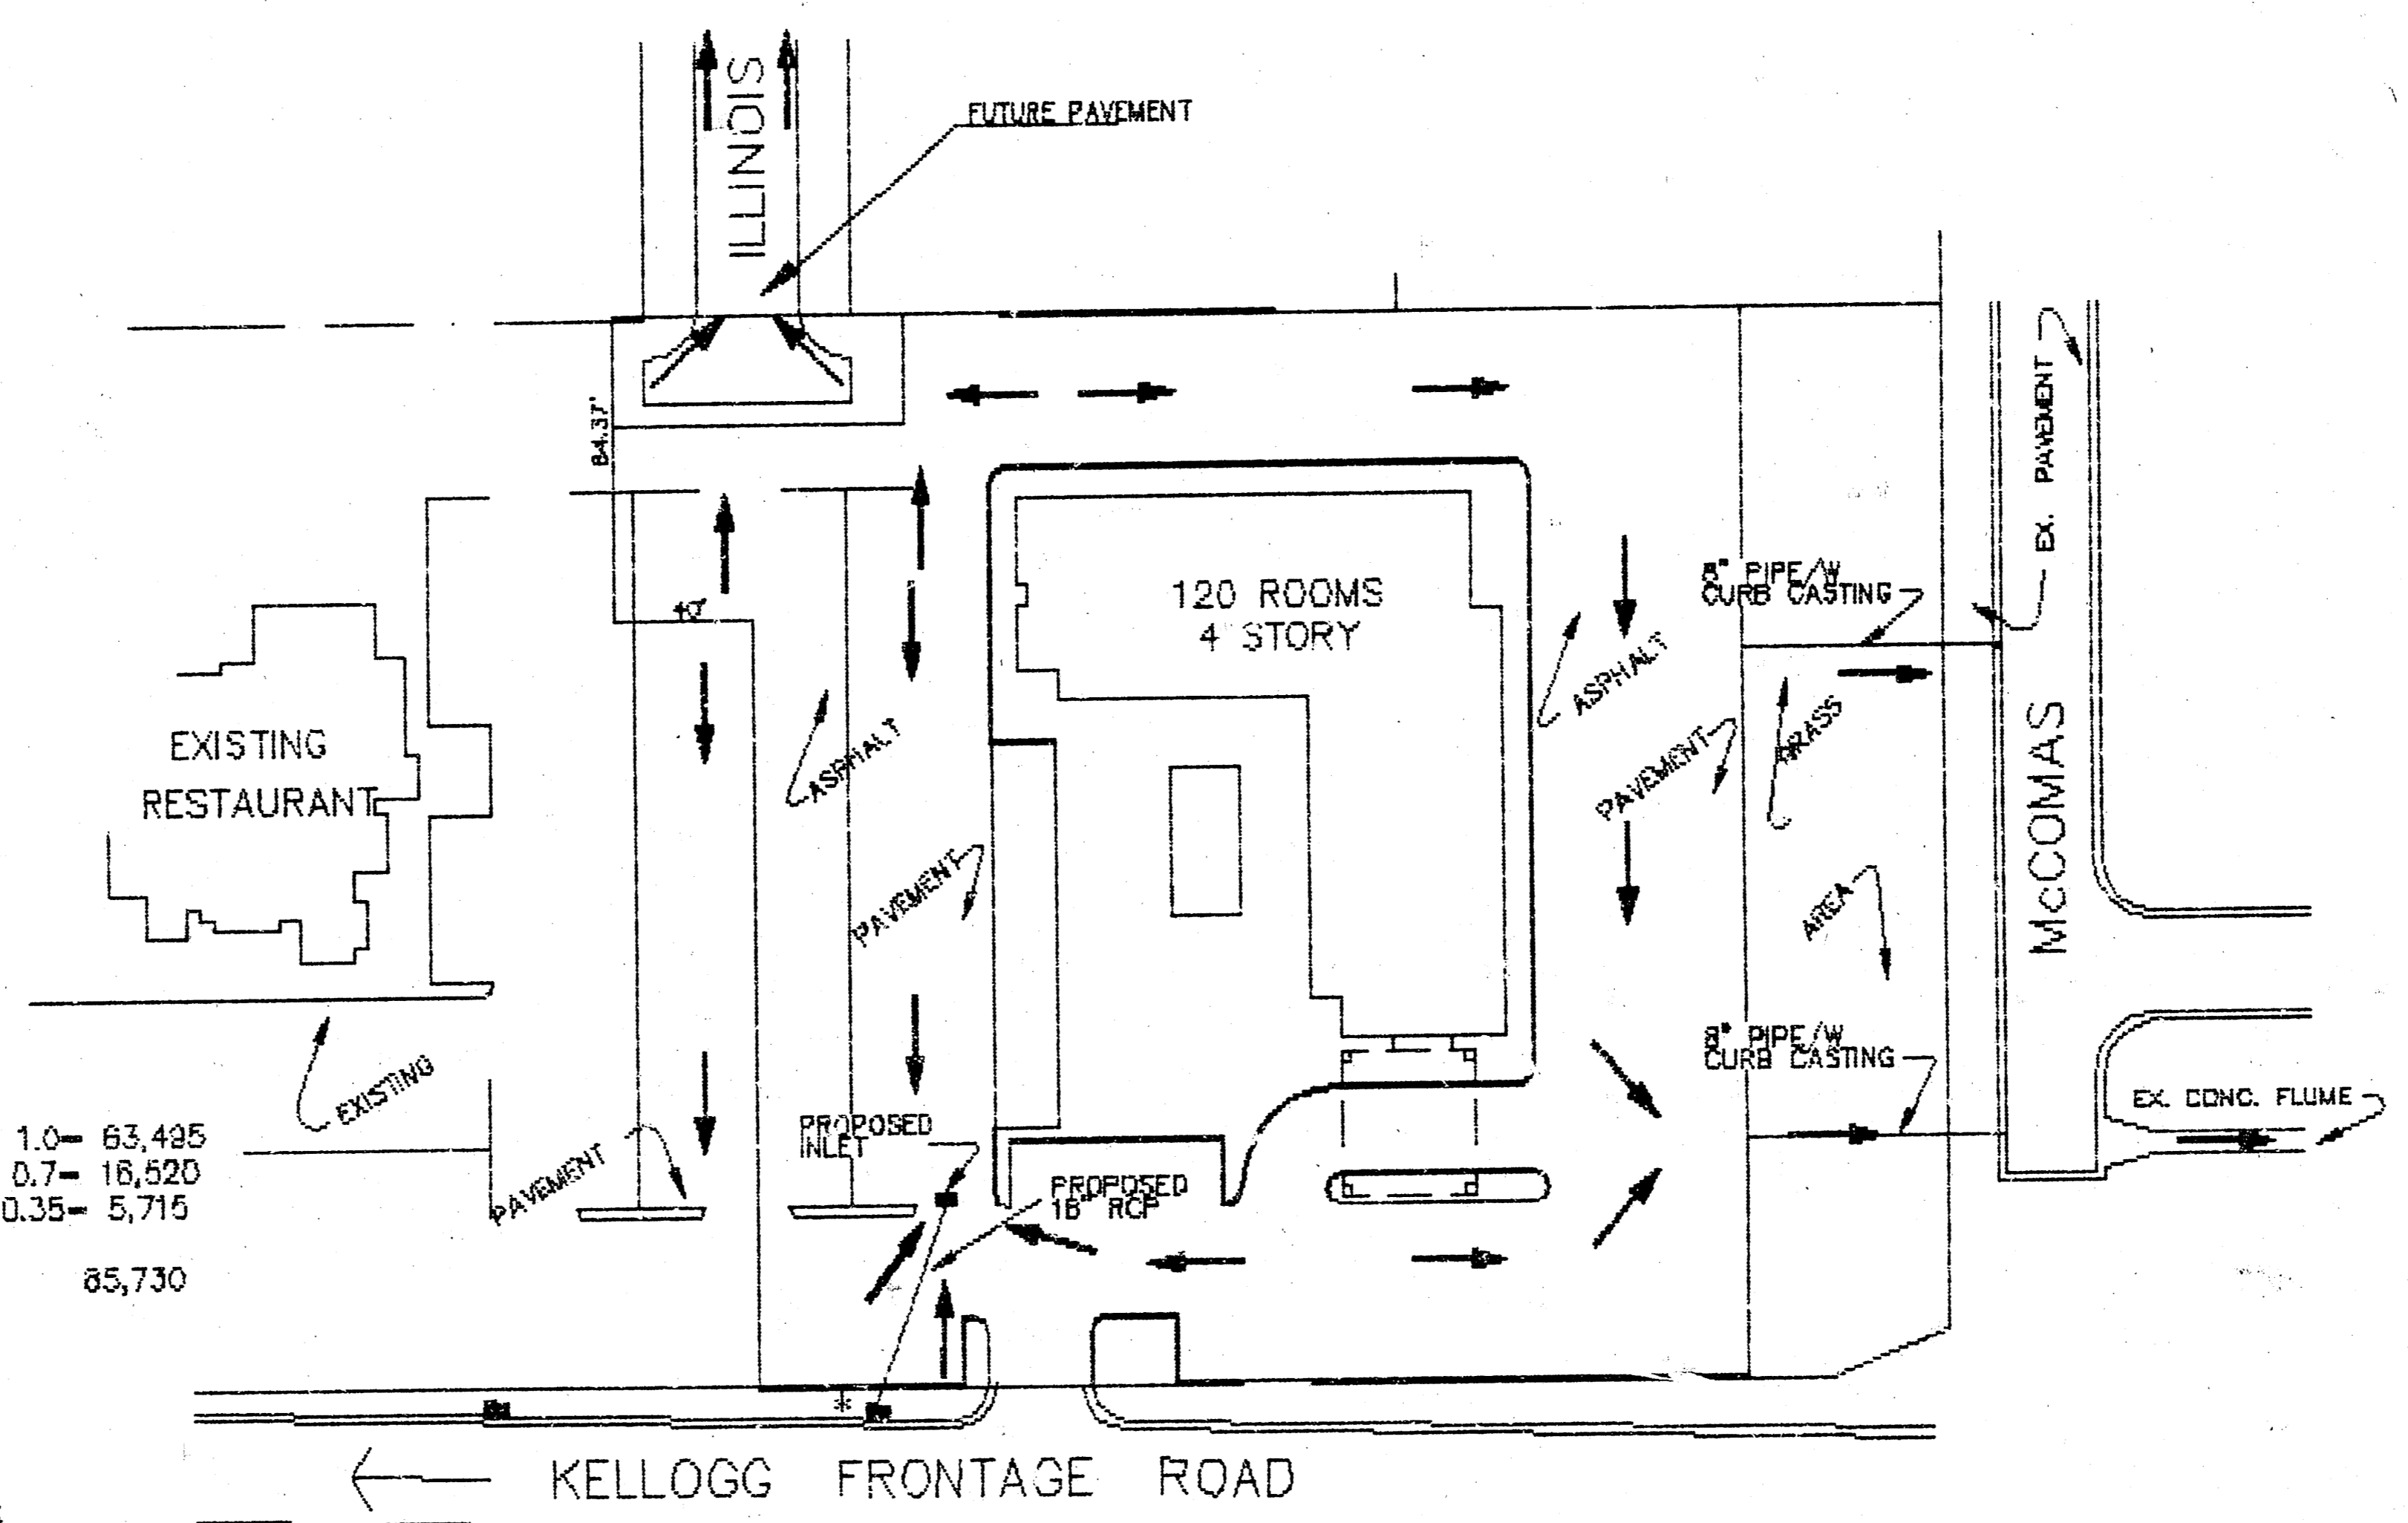 ILLINOIS
FUTURE PAVEMENT
84.37'
40'
EX. PAVEMENT
120 ROOMS
4 STORY
8" PIPE/W
CURB CASTING
ASPHALT
ASPHALT
PAVEMENT
GRASS
EXISTING
RESTAURANT
McCOMAS
PAVEMENT
AREA
8" PIPE/W
CURB CASTING
EXISTING
EX. CONC. FLUME
1.0- 63,495
0.7- 16,520
0.35- 5,715
85,730
PAVEMENT
PROPOSED
INLET
PROPOSED
18" RCP
KELLOGG FRONTAGE ROAD